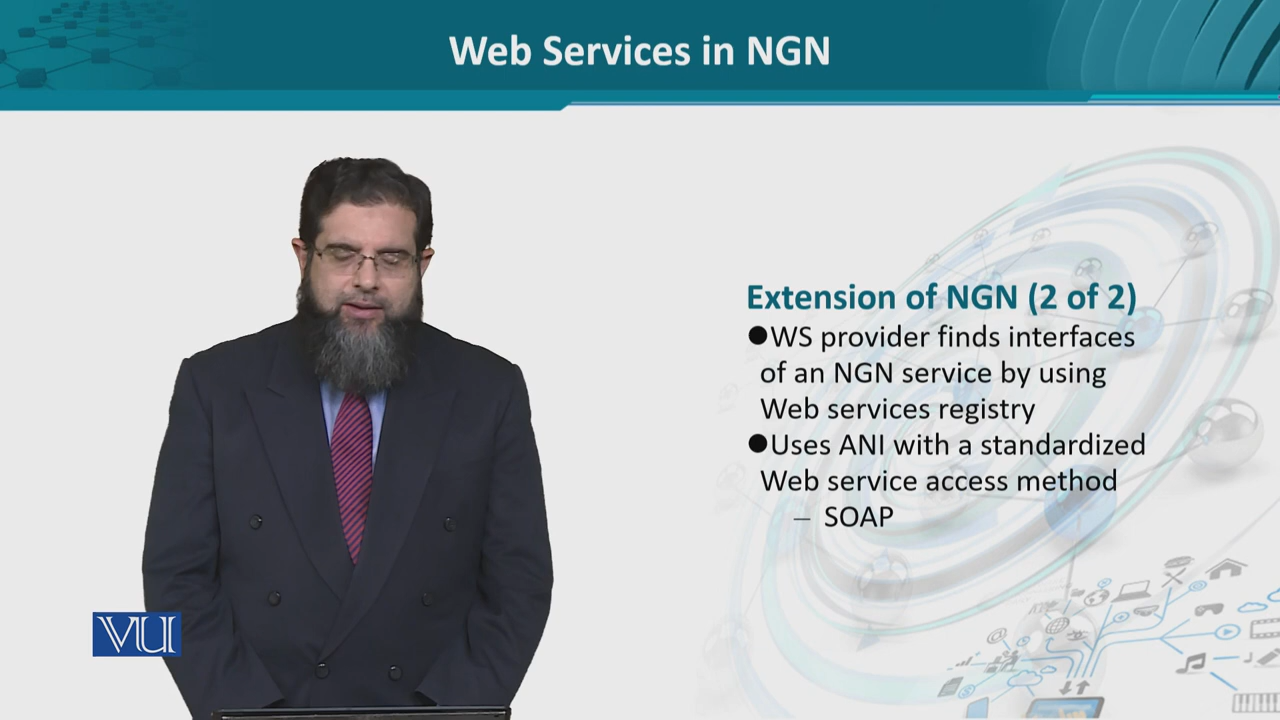 Web Services in NGN
Extension of NGN (2 of 2)
●WS provider finds interfaces
of an NGN service by using
Web services registry
●Uses ANI with a standardized
Web service access method
– SOAP
VU